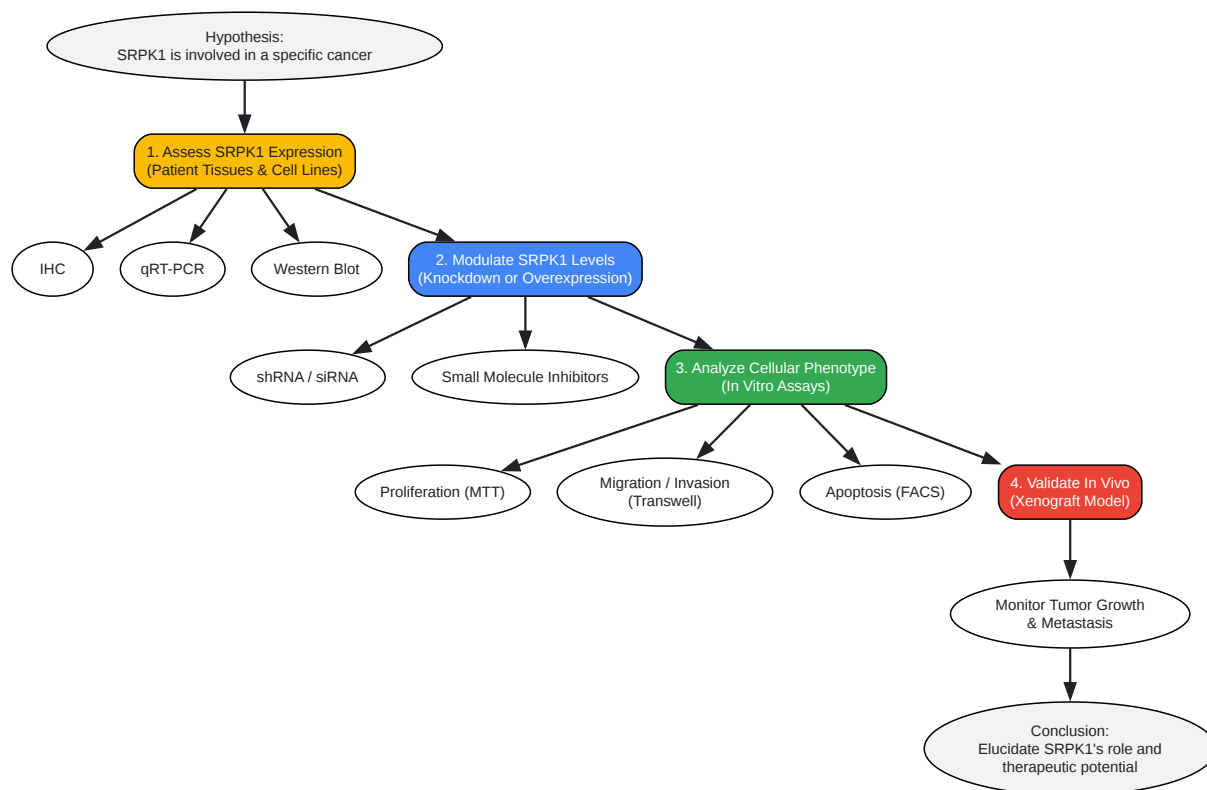 Hypothesis:
SRPK1 is involved in a specific cancer
1. Assess SRPK1 Expression
(Patient Tissues & Cell Lines)
IHC
qRT-PCR
Western Blot
2. Modulate SRPK1 Levels
(Knockdown or Overexpression)
shRNA / siRNA
Small Molecule Inhibitors
3. Analyze Cellular Phenotype
(In Vitro Assays)
Proliferation (MTT)
Migration / Invasion
(Transwell)
Apoptosis (FACS)
4. Validate In Vivo
(Xenograft Model)
Monitor Tumor Growth
& Metastasis
Conclusion:
Elucidate SRPK1's role and
therapeutic potential